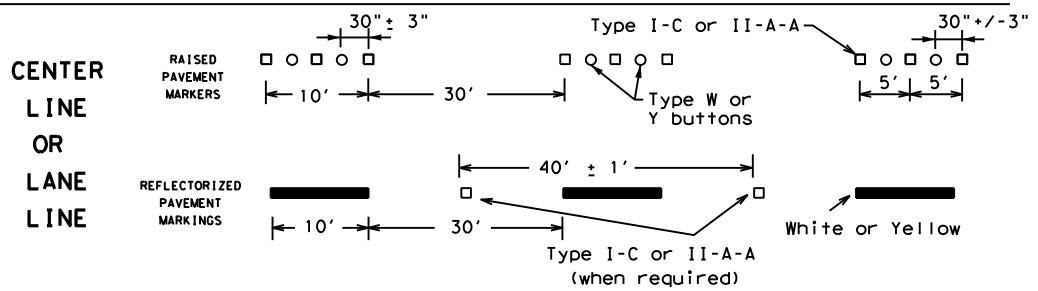 CENTER
LINE
OR
LANE
LINE
RAISED
PAVEMENT
MARKERS
30"± 3"
10'
30'
Type I-C or II-A-A
30"+/-3"
5'
5'
Type W or
Y buttons
REFLECTORIZED
PAVEMENT
MARKINGS
40' ± 1'
10'
30'
Type I-C or II-A-A
(when required)
White or Yellow